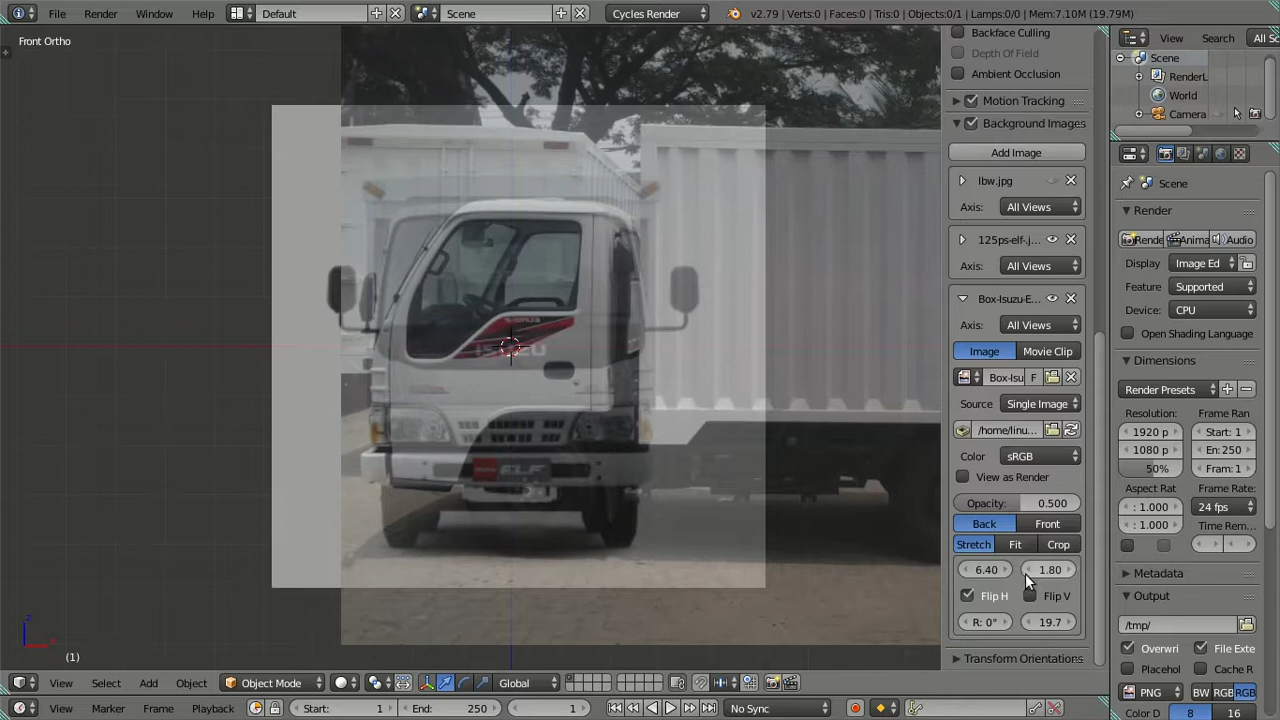 File Render Window Help Default Scene Cycles Render v2.79 | Verts:0 | Faces:0 | Tris:0 | Objects:0/1 | Lamps:0/0 | Mem:7.10M (19.79M)
Front Ortho
Backface Culling
Depth Of Field
Ambient Occlusion
Motion Tracking
Background Images
Add Image
lbw.jpg
Axis: All Views
125ps-elf-.j...
Axis: All Views
Box-Isuzu-E...
Axis: All Views
Image Movie Clip
Box-Isu F
Source Single Image
/home/linu...
Color sRGB
View as Render
Opacity: 0.500
Back Front
Stretch Fit Crop
6.40 1.80
Flip H Flip V
R: 0° 19.7
Transform Orientations
View Search All Sc
Scene
RenderL
World
Camera
Scene
Render
Rende Anima Audio
Display Image Ed
Feature Supported
Device: CPU
Open Shading Language
Dimensions
Render Presets
Resolution: Frame Ran
1920 p Start: 1
1080 p En: 250
50% Fram: 1
Aspect Rat Frame Rate:
: 1.000 24 fps
: 1.000 Time Rem...
Metadata
Output
/tmp/
Overwri File Exte
Placehol Cache R
PNG BW RGB RGB
Color D 8 16
ISUZU
ELF
z
x
(1)
View Select Add Object Object Mode Global
View Marker Frame Playback Start: 1 End: 250 1 No Sync